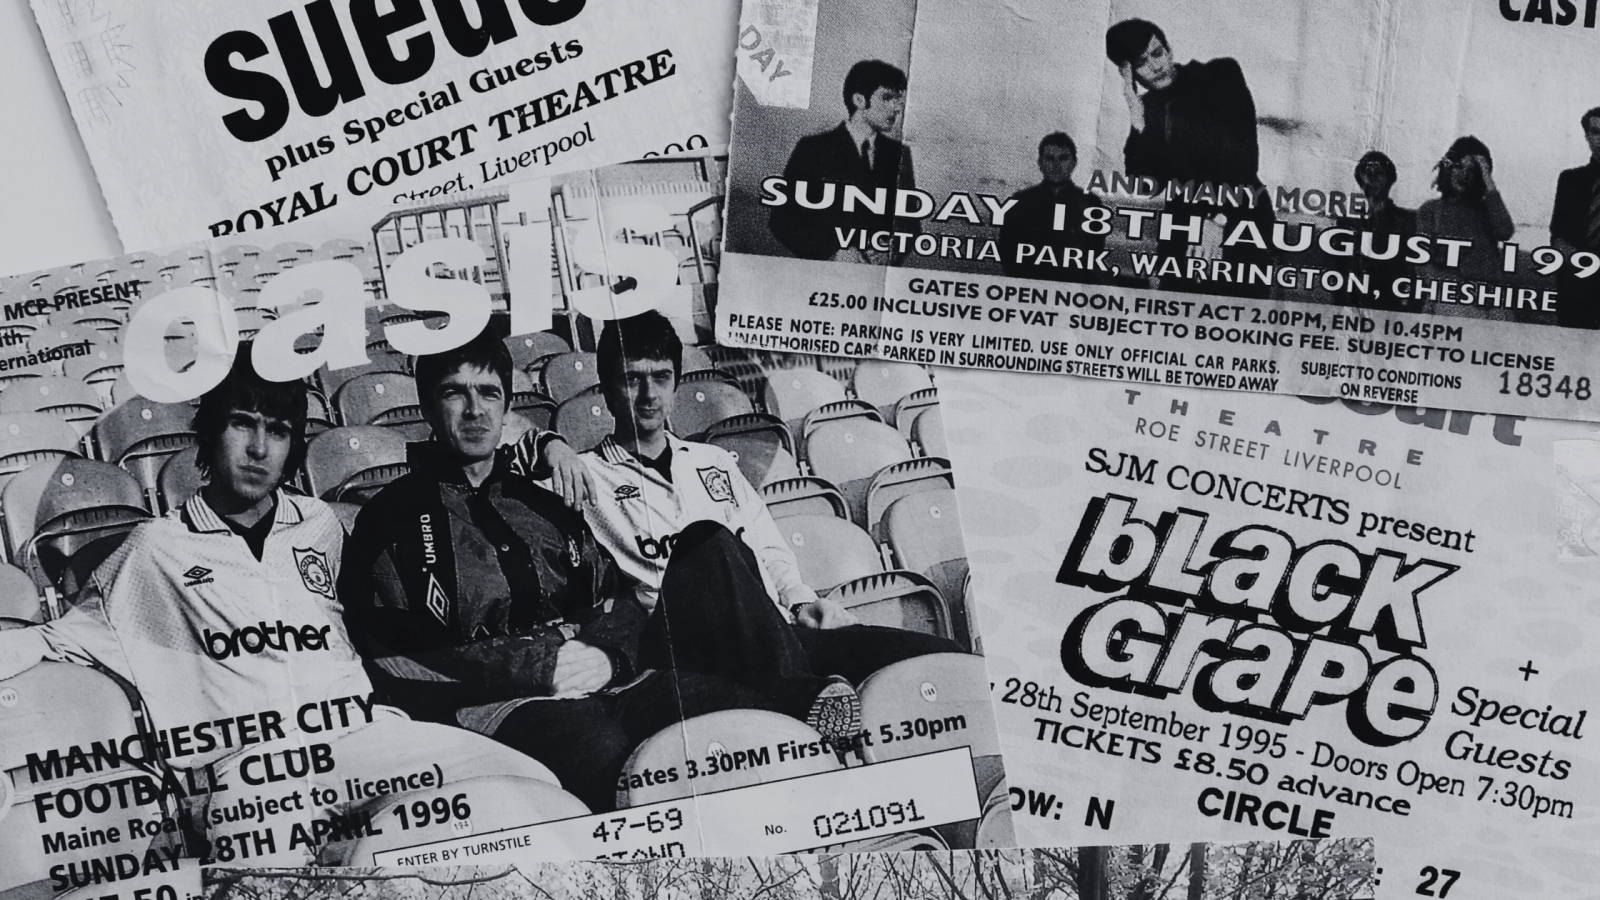 suede
plus Special Guests
ROYAL COURT THEATRE
Street, Liverpool
DAY
CAST
AND MANY MORE!
SUNDAY 18TH AUGUST 199
VICTORIA PARK, WARRINGTON, CHESHIRE
GATES OPEN NOON, FIRST ACT 2.00PM, END 10.45PM
£25.00 INCLUSIVE OF VAT SUBJECT TO BOOKING FEE. SUBJECT TO LICENSE
PLEASE NOTE: PARKING IS VERY LIMITED. USE ONLY OFFICIAL CAR PARKS.
UNAUTHORISED CARS PARKED IN SURROUNDING STREETS WILL BE TOWED AWAY
SUBJECT TO CONDITIONS
ON REVERSE
18348
MCP PRESENT
ith
ernational
oasis
UMBRO
brother
br
MANCHESTER CITY
FOOTBALL CLUB
Maine Road (subject to licence)
SUNDAY 28TH APRIL 1996
Gates 3.30PM First act 5.30pm
ENTER BY TURNSTILE
47-69
No. 021091
Court
THEATRE
ROE STREET LIVERPOOL
SJM CONCERTS present
bLacK
GraPe
+
Special
Guests
28th September 1995 - Doors Open 7:30pm
TICKETS £8.50 advance
OW: N CIRCLE
: 27